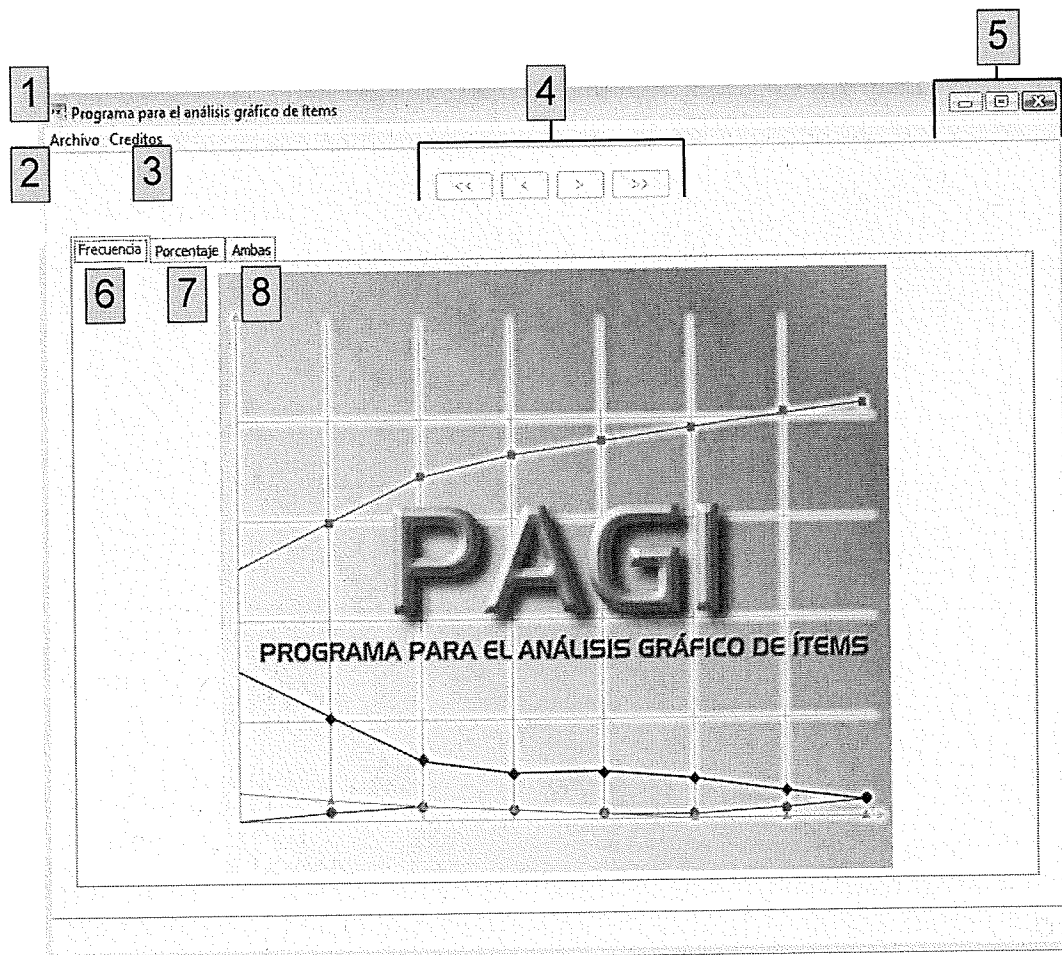 5
1
4
Programa para el análisis gráfico de ítems
Archivo Creditos
2
3
<< < > >>
Frecuencia Porcentaje Ambas
6
7
8
PAGI
PROGRAMA PARA EL ANÁLISIS GRÁFICO DE ÍTEMS